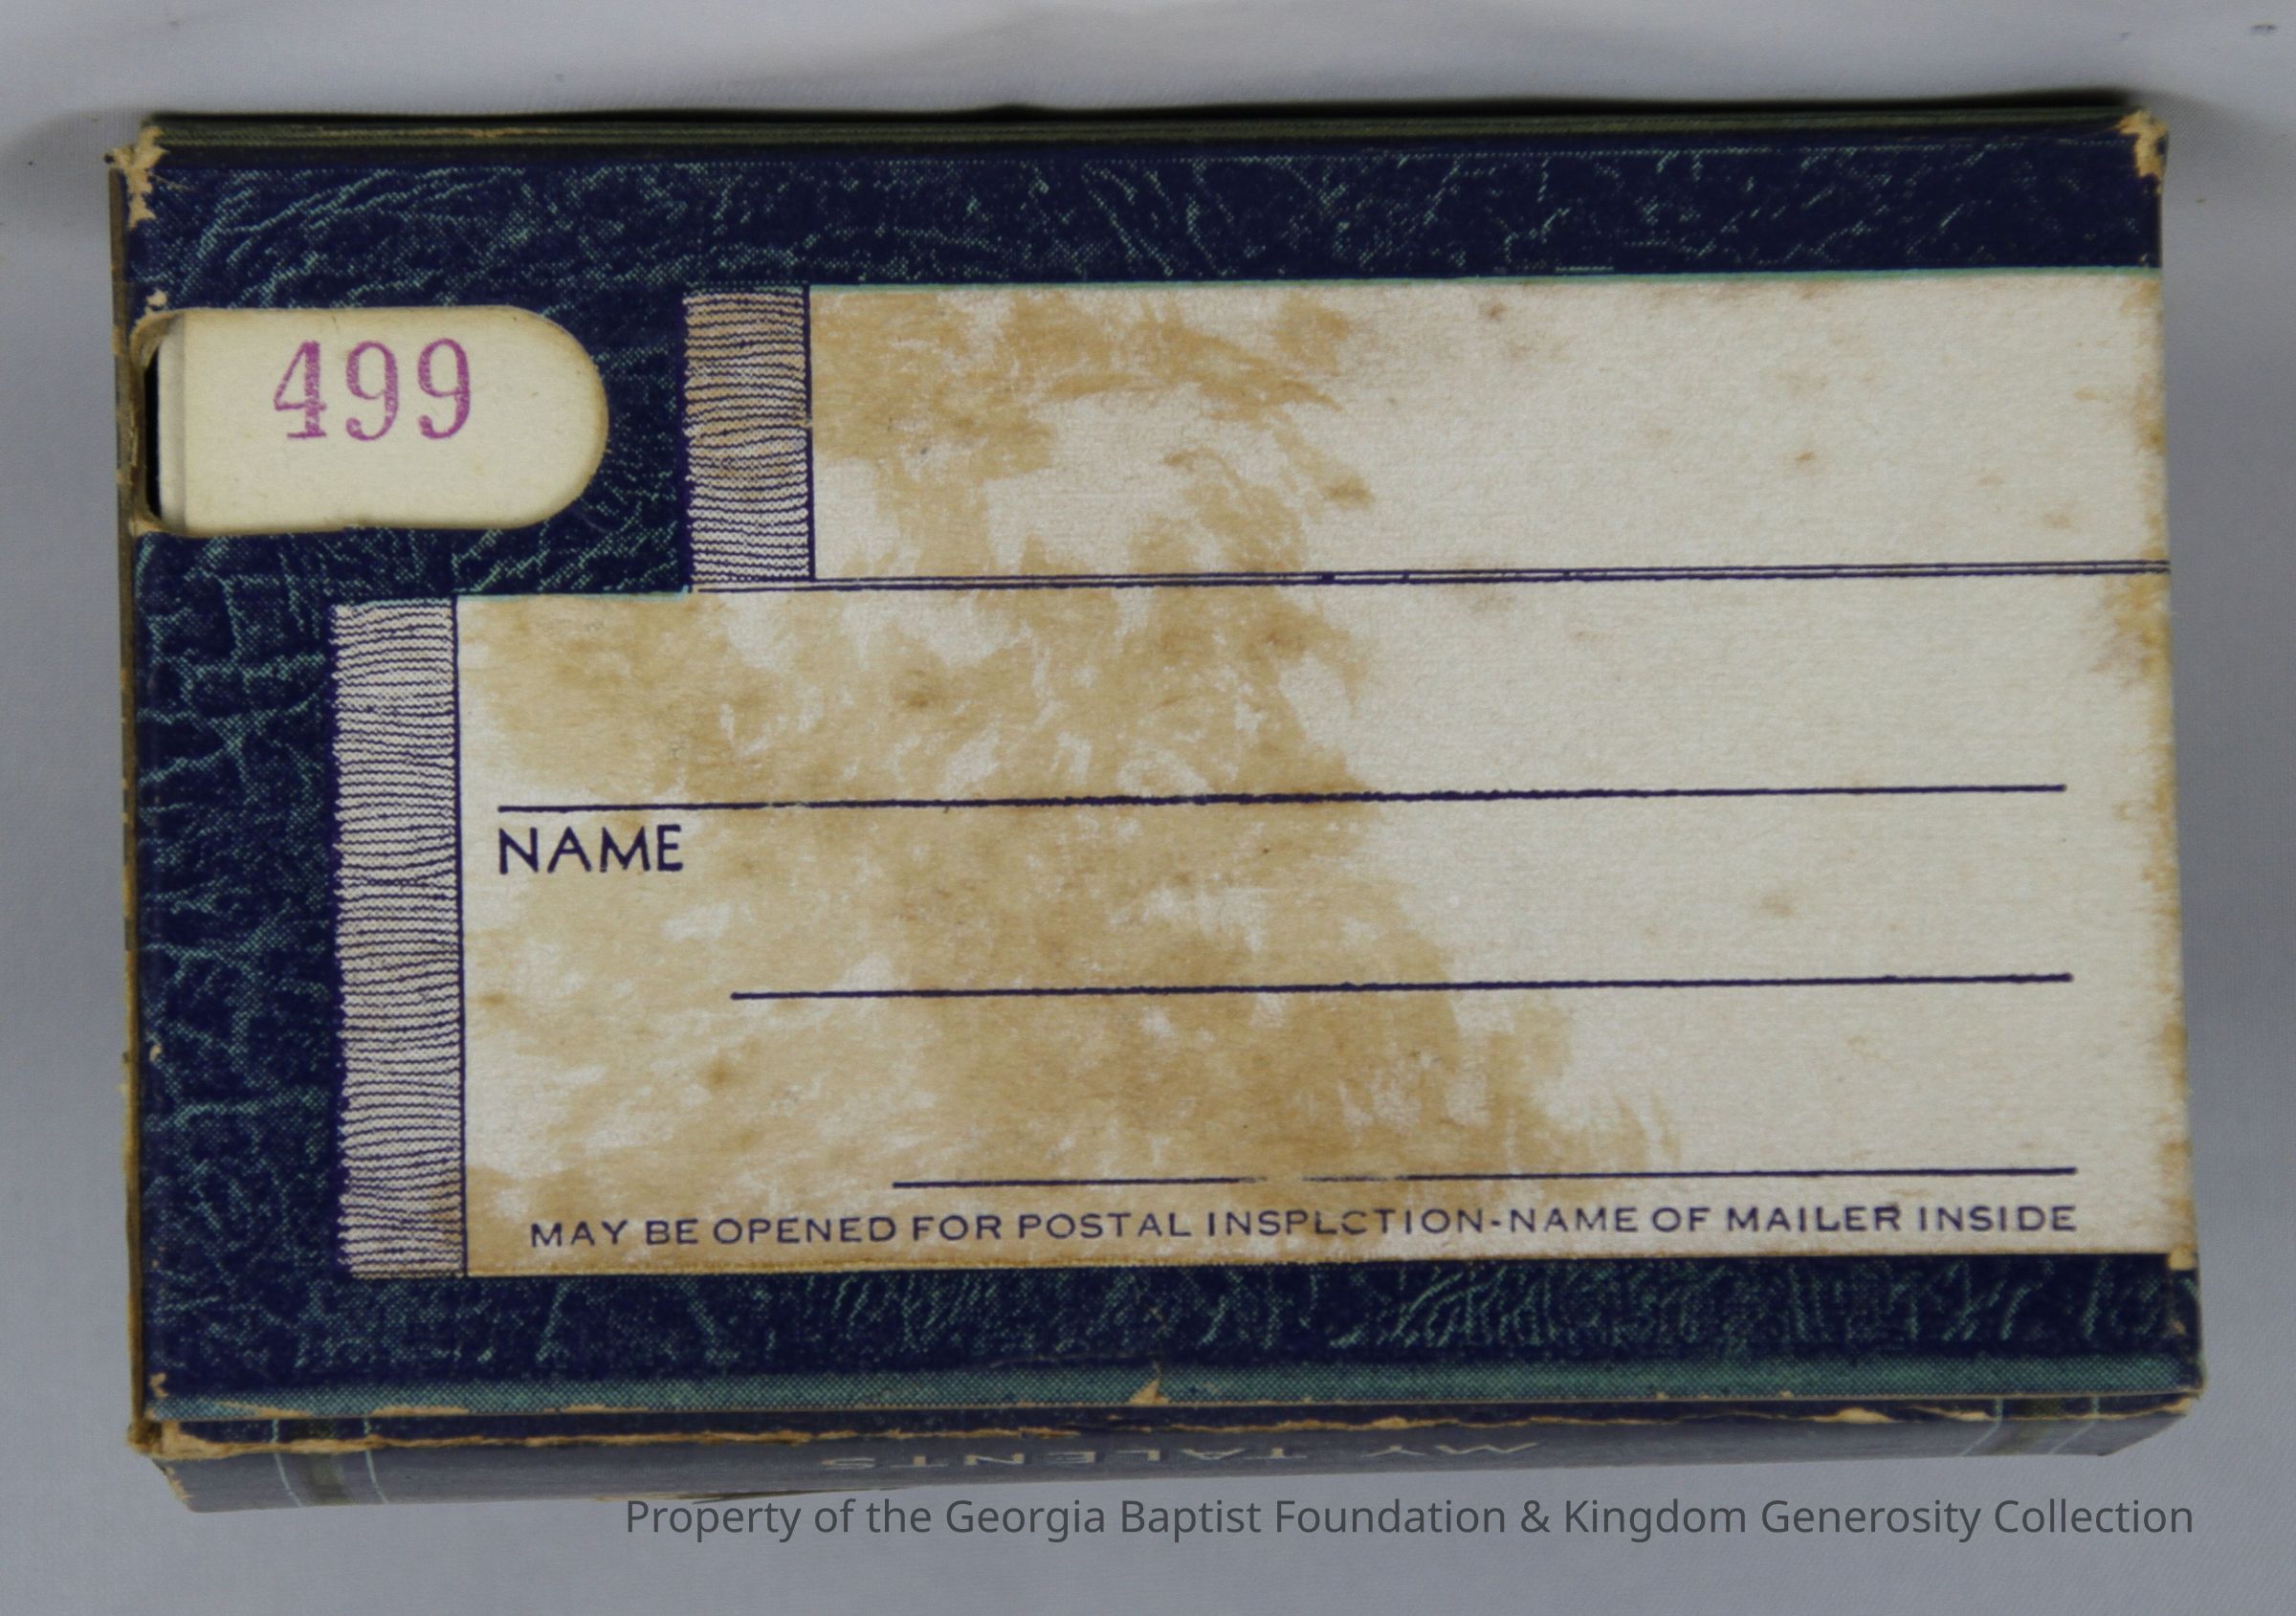 499
NAME
MAY BE OPENED FOR POSTAL INSPECTION-NAME OF MAILER INSIDE
MY TALENTS
Property of the Georgia Baptist Foundation & Kingdom Generosity Collection